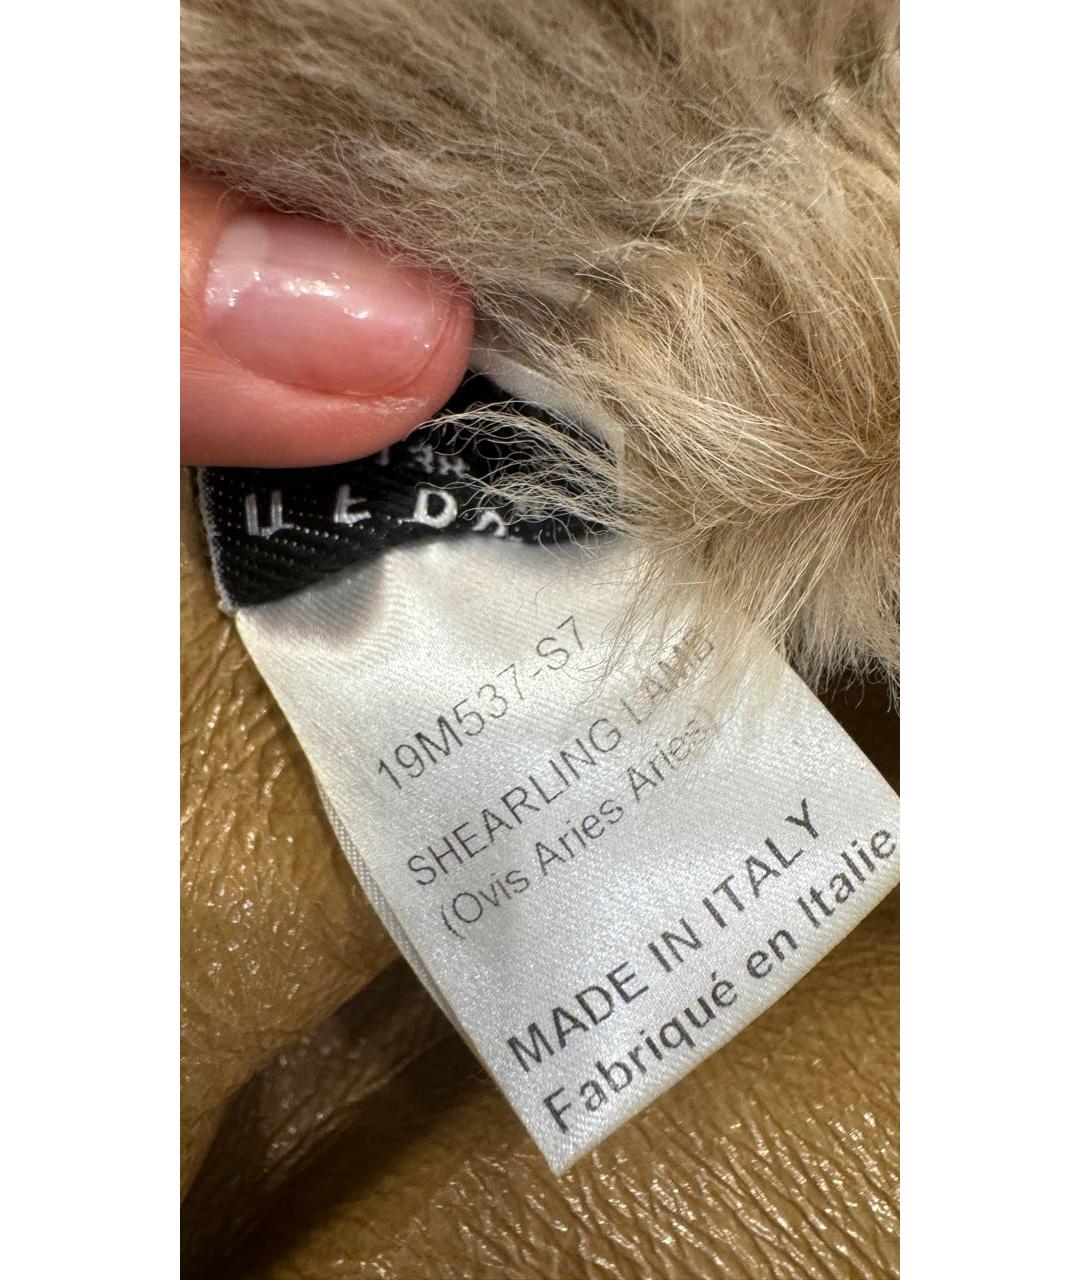 19M537-S7
SHEARLING LAMB
(Ovis Aries Aries)
MADE IN ITALY
Fabriqué en Italie